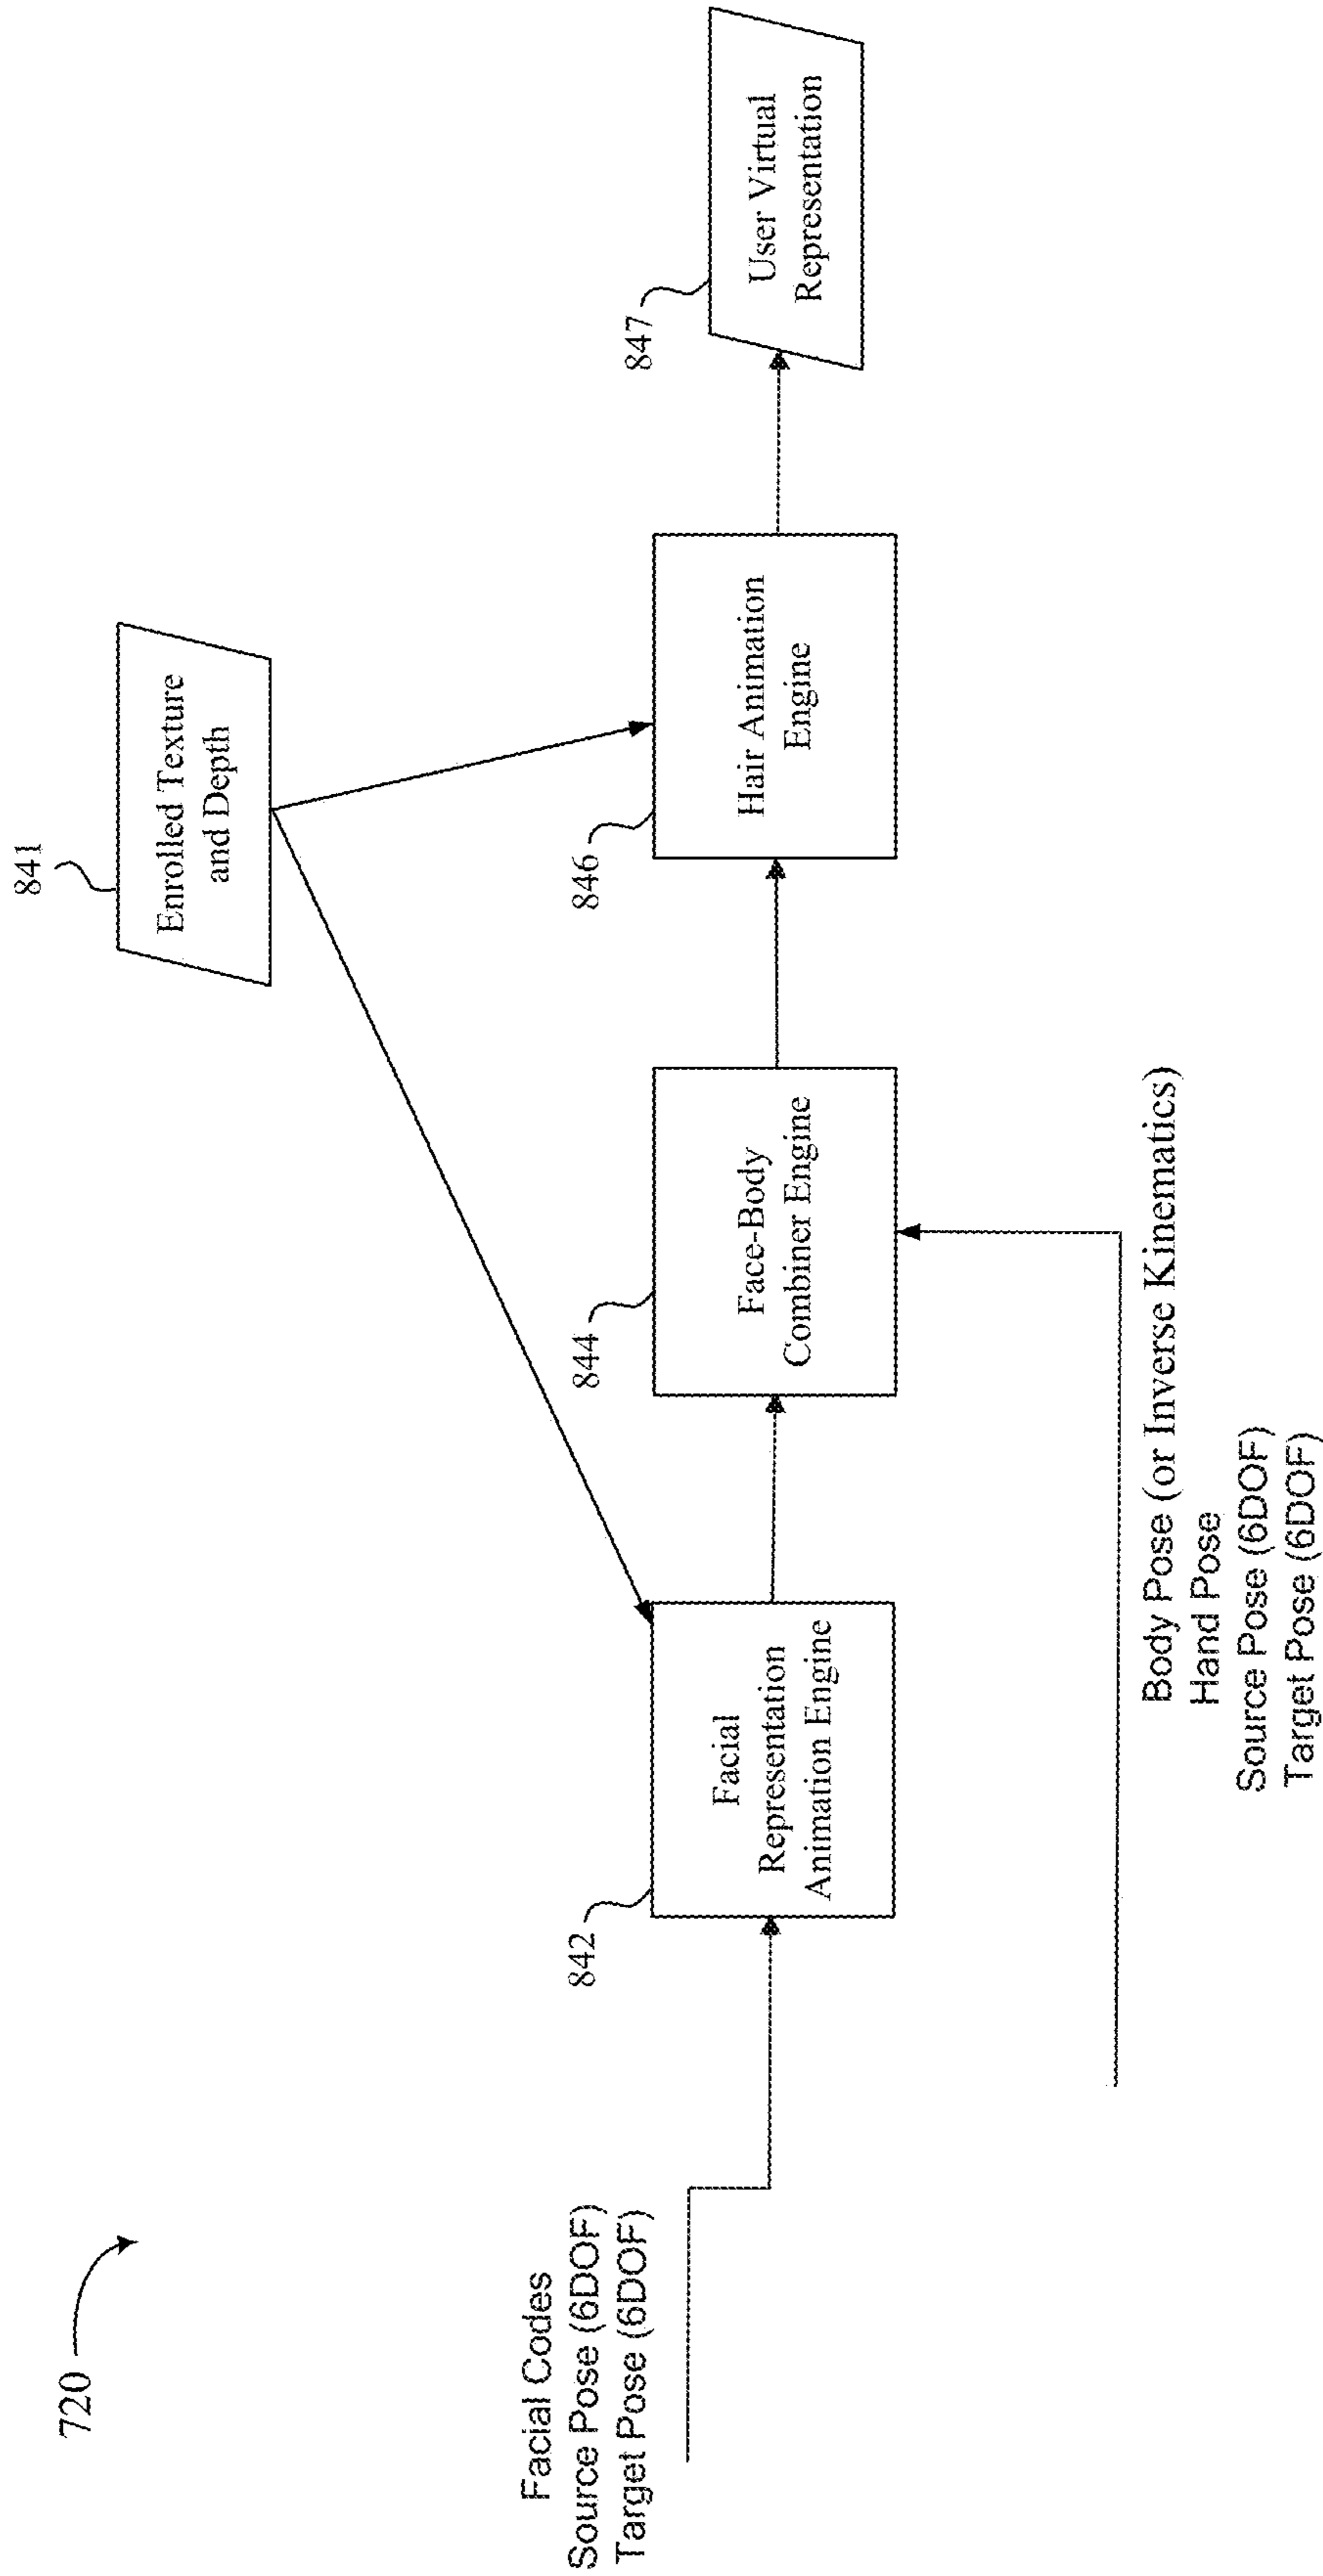 720
841
Enrolled Texture
and Depth
Facial Codes
Source Pose (6DOF)
Target Pose (6DOF)
842
Facial
Representation
Animation Engine
844
Face-Body
Combiner Engine
846
Hair Animation
Engine
847
User Virtual
Representation
Body Pose (or Inverse Kinematics)
Hand Pose
Source Pose (6DOF)
Target Pose (6DOF)